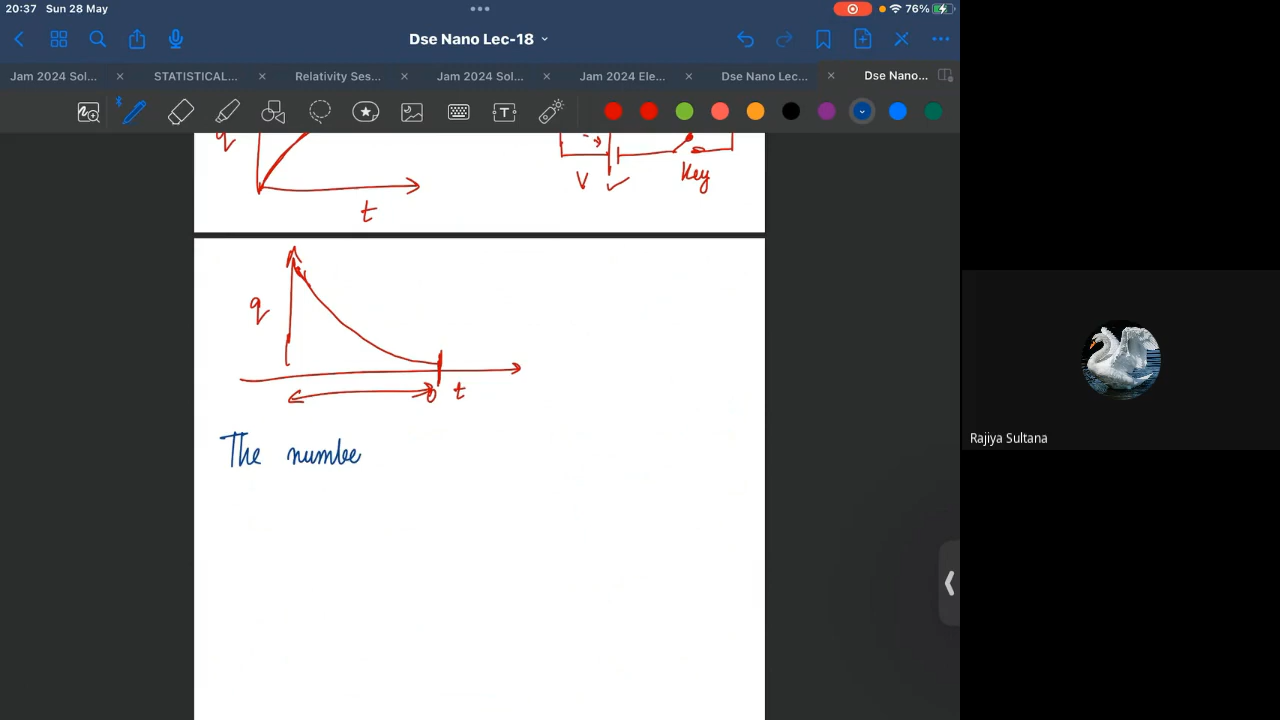 20:37 Sun 28 May
76%
Dse Nano Lec-18
Jam 2024 Sol...
STATISTICAL...
Relativity Ses...
Jam 2024 Sol...
Jam 2024 Ele...
Dse Nano Lec...
Dse Nano...
T
q
t
V
Key
q
t
The numbe
Rajiya Sultana